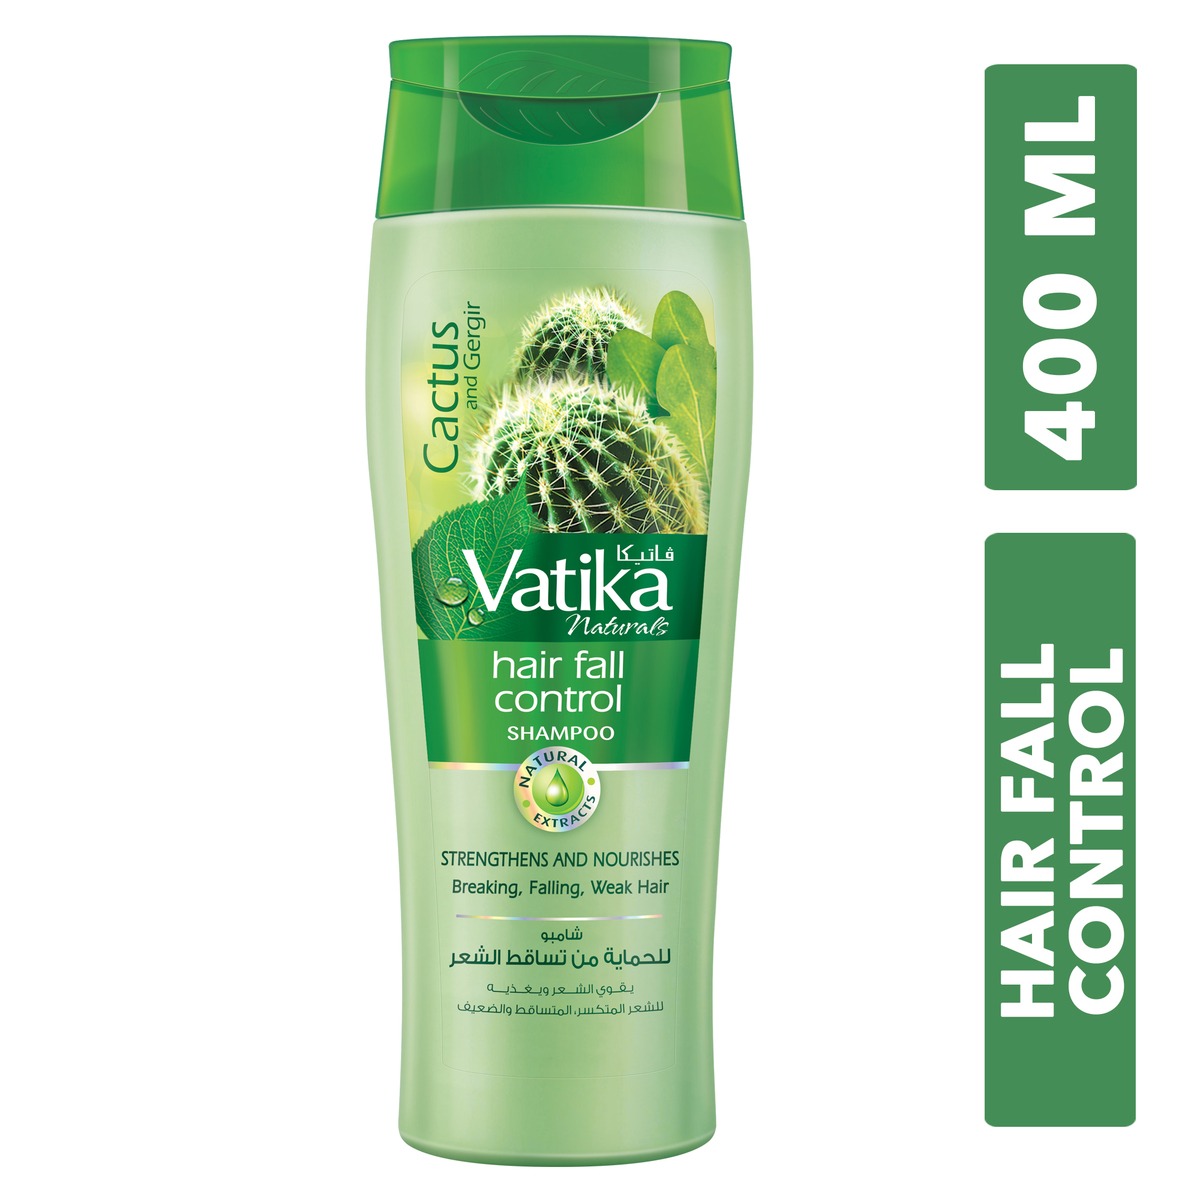 Cactus
and Gergir
ڤاتيكا
Vatika
Naturals
hair fall
control
SHAMPOO
NATURAL
EXTRACTS
STRENGTHENS AND NOURISHES
Breaking, Falling, Weak Hair
شامبو
للحماية من تساقط الشعر
يقوي الشعر ويغذيه
للشعر المتكسر، المتساقط والضعيف
400 ML
HAIR FALL
CONTROL